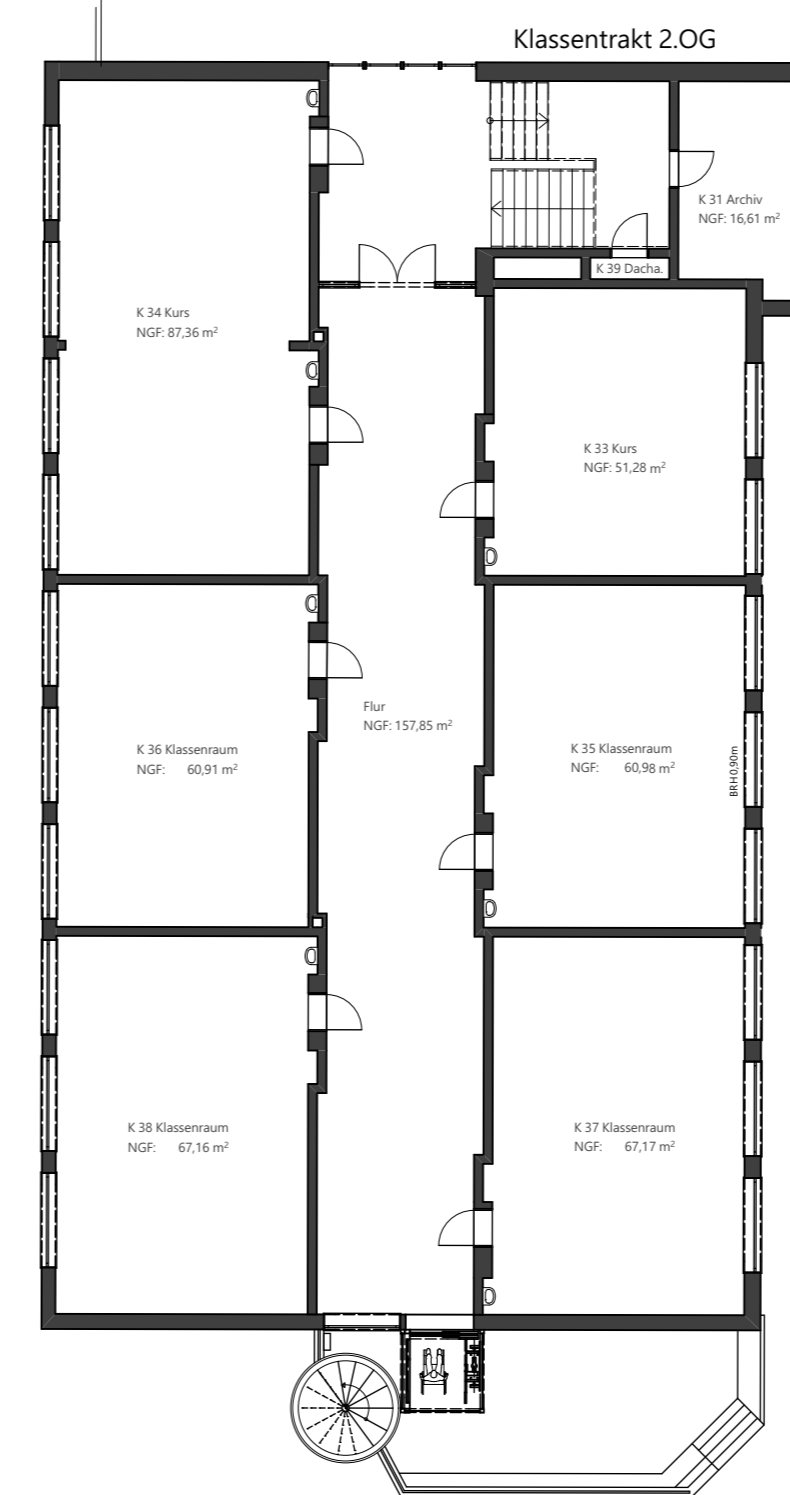 Klassentrakt 2.OG
K 31 Archiv
NGF: 16,61 m²
K 39 Dacha.
K 34 Kurs
NGF: 87,36 m²
K 33 Kurs
NGF: 51,28 m²
Flur
NGF: 157,85 m²
K 36 Klassenraum
NGF: 60,91 m²
K 35 Klassenraum
NGF: 60,98 m²
BRH 0,90m
K 38 Klassenraum
NGF: 67,16 m²
K 37 Klassenraum
NGF: 67,17 m²